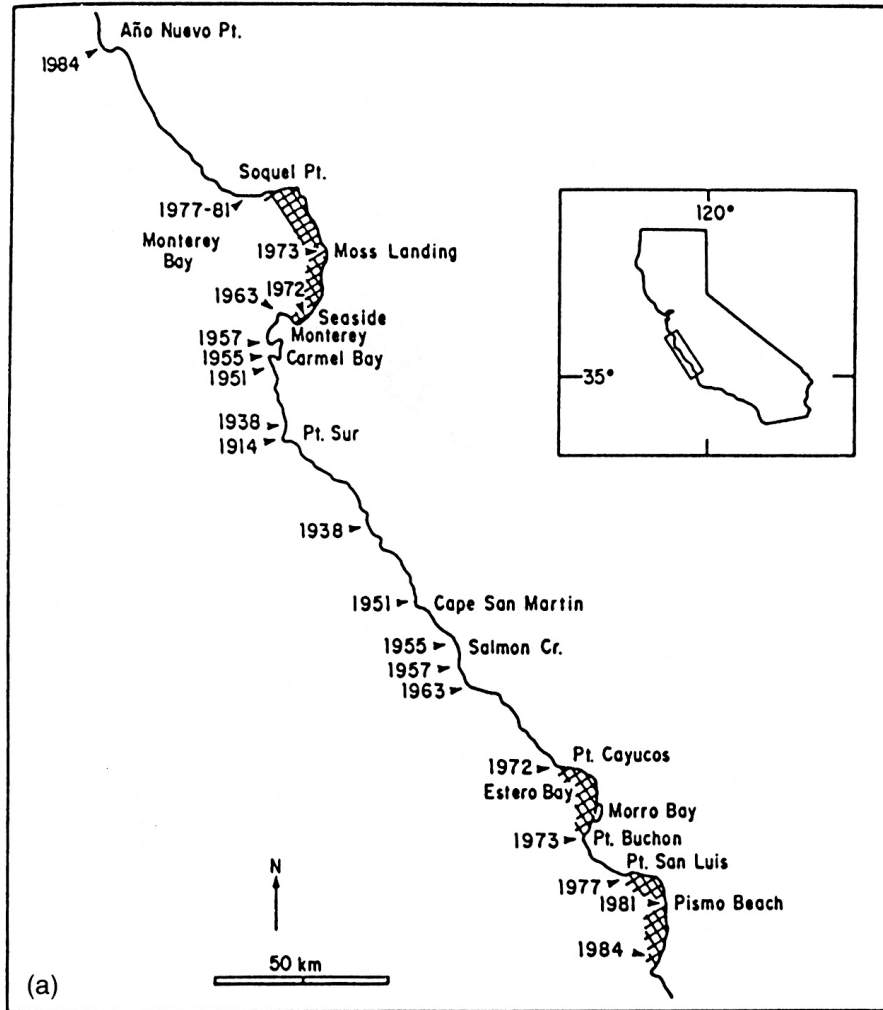 Año Nuevo Pt.
1984
Soquel Pt.
1977-81
120°
Monterey
Bay
1973
Moss Landing
1972
1963
Seaside
1957
Monterey
1955
Carmel Bay
1951
35°
1938
1914
Pt. Sur
1938
1951
Cape San Martin
1955
Salmon Cr.
1957
1963
Pt. Cayucos
1972
Estero Bay
Morro Bay
1973
Pt. Buchon
Pt. San Luis
N
1977
1981
Pismo Beach
1984
50 km
(a)